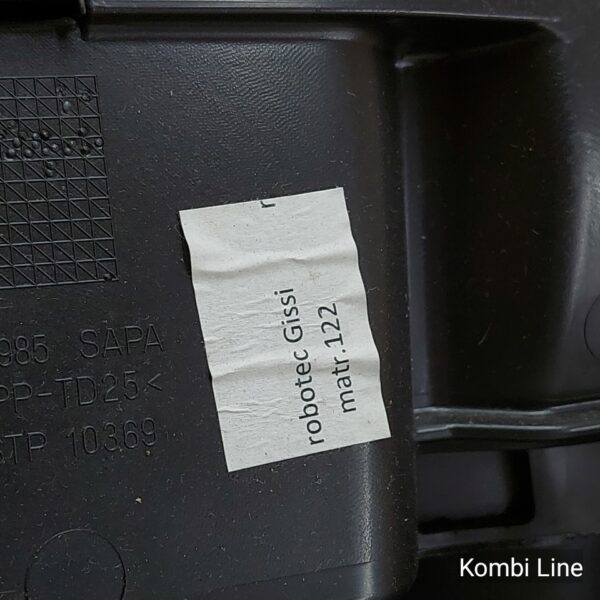 985 SAPA
PP-TD25<
STP 10369
robotec Gissi
matr.122
Kombi Line